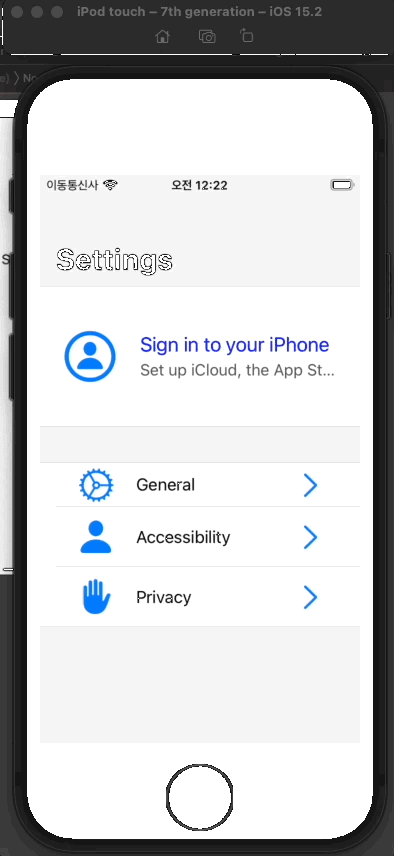 iPod touch – 7th generation – iOS 15.2
이동통신사
오전 12:22
Settings
Sign in to your iPhone
Set up iCloud, the App St...
General
Accessibility
Privacy